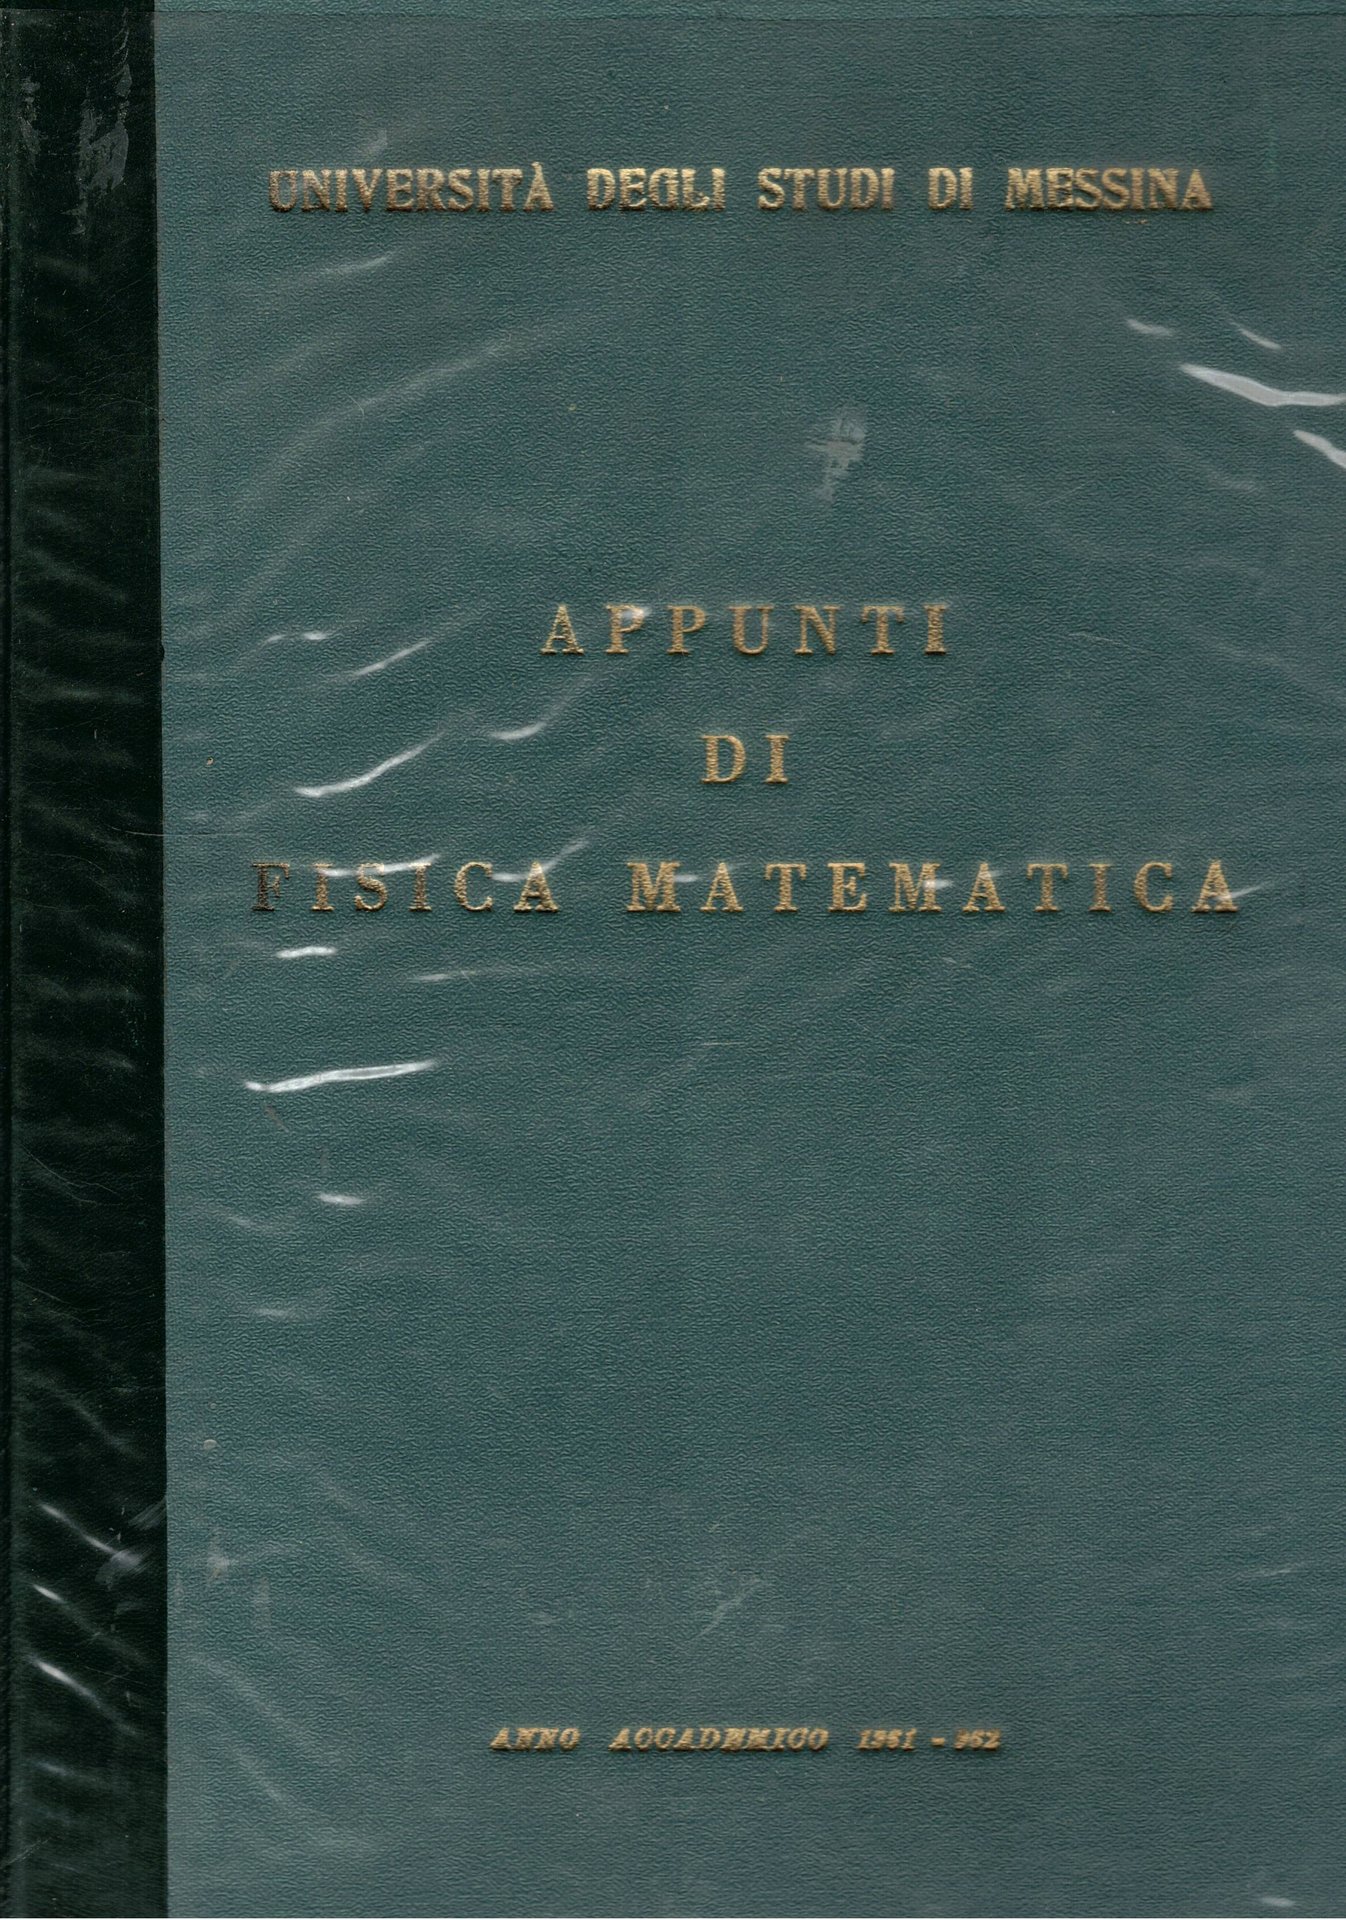 UNIVERSITÀ DEGLI STUDI DI MESSINA
APPUNTI
DI
FISICA MATEMATICA
ANNO ACCADEMICO 1961 - 962